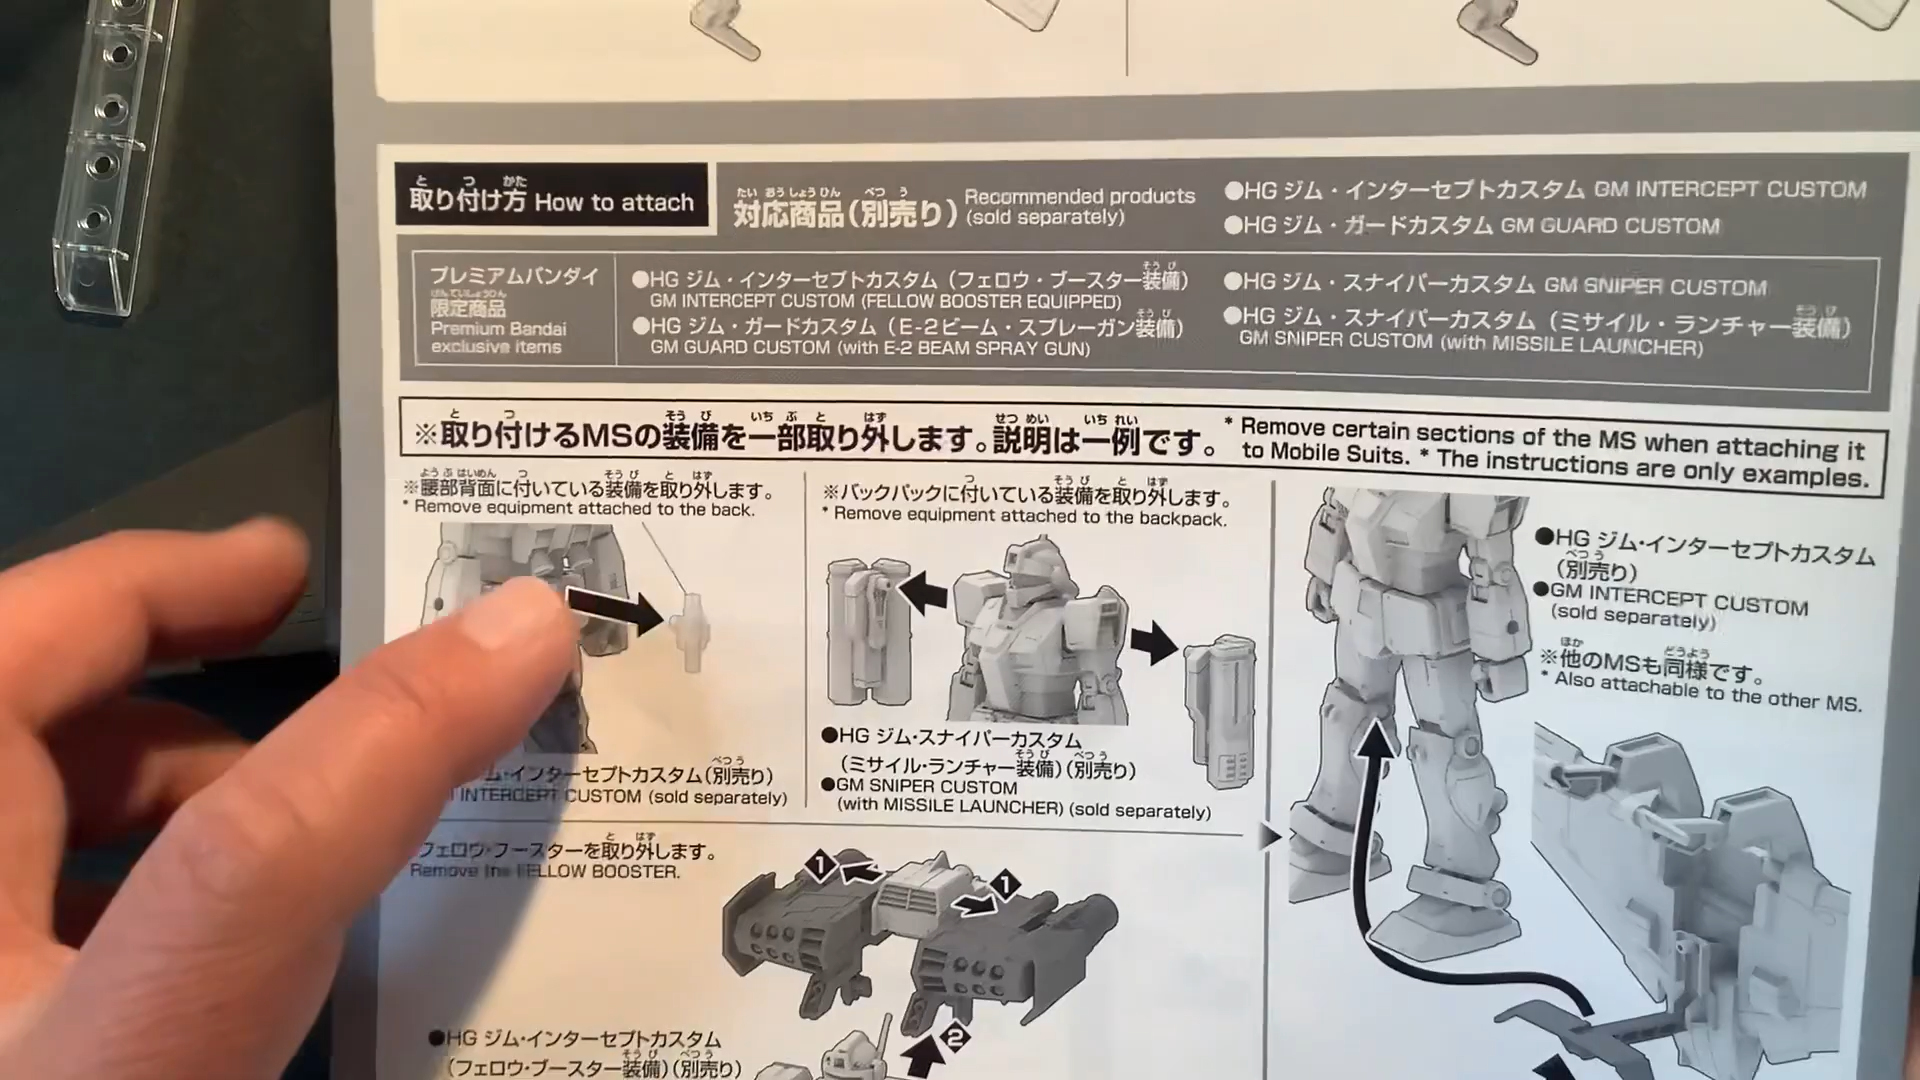 取り付け方 How to attach
対応商品(別売り) Recommended products
(sold separately)
●HG ジム・インターセプトカスタム GM INTERCEPT CUSTOM
●HG ジム・ガードカスタム GM GUARD CUSTOM
プレミアムバンダイ
限定商品
Premium Bandai
exclusive items
●HG ジム・インターセプトカスタム(フェロウ・ブースター装備)
GM INTERCEPT CUSTOM (FELLOW BOOSTER EQUIPPED)
●HG ジム・ガードカスタム(E-2ビーム・スプレーガン装備)
GM GUARD CUSTOM (with E-2 BEAM SPRAY GUN)
●HG ジム・スナイパーカスタム GM SNIPER CUSTOM
●HG ジム・スナイパーカスタム(ミサイル・ランチャー装備)
GM SNIPER CUSTOM (with MISSILE LAUNCHER)
※取り付けるMSの装備を一部取り外します。説明は一例です。
* Remove certain sections of the MS when attaching it
to Mobile Suits. * The instructions are only examples.
※腰部背面に付いている装備を取り外します。
* Remove equipment attached to the back.
ム・インターセプトカスタム(別売り)
INTERCEPT CUSTOM (sold separately)
※バックパックに付いている装備を取り外します。
* Remove equipment attached to the backpack.
●HG ジム・スナイパーカスタム
(ミサイル・ランチャー装備)(別売り)
●GM SNIPER CUSTOM
(with MISSILE LAUNCHER) (sold separately)
フェロウ・ブースターを取り外します。
Remove the FELLOW BOOSTER.
1
1
2
●HG ジム・インターセプトカスタム
(フェロウ・ブースター装備)(別売り)
●HG ジム・インターセプトカスタム
(別売り)
●GM INTERCEPT CUSTOM
(sold separately)
※他のMSも同様です。
* Also attachable to the other MS.